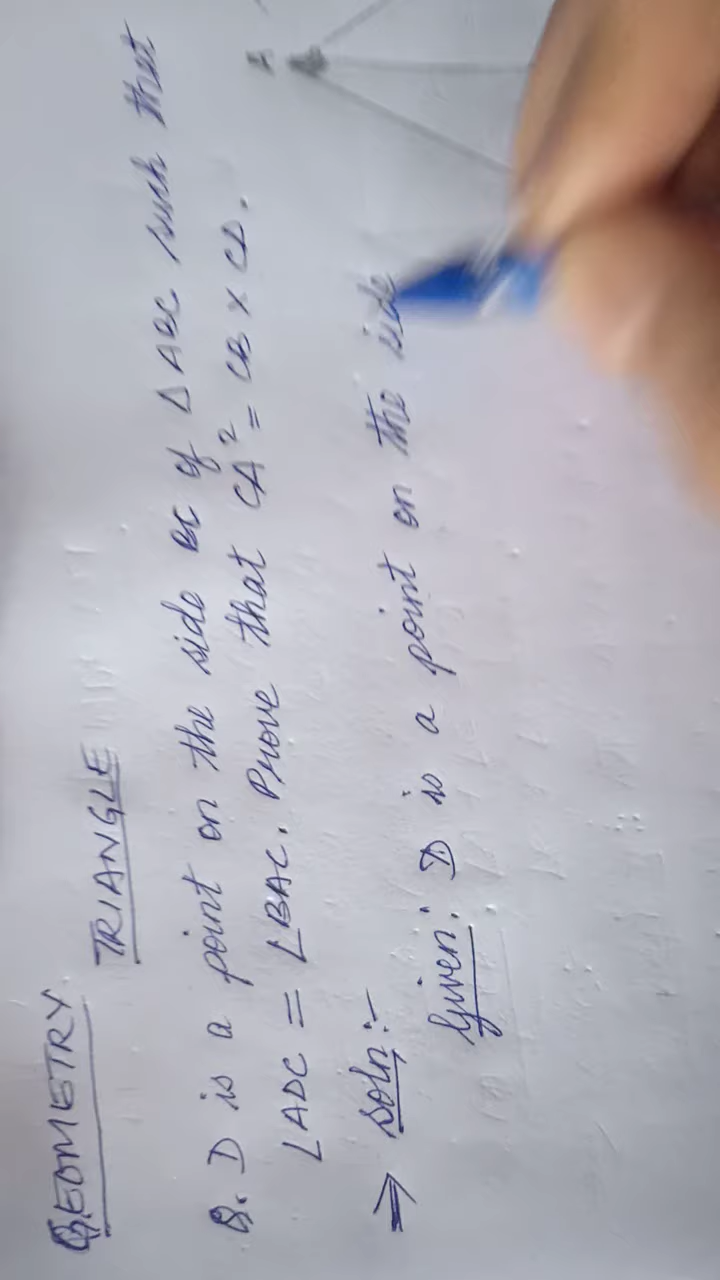 GEOMETRY
TRIANGLE
Q. D is a point on the side BC of △ABC such that
∠ADC = ∠BAC. Prove that CA² = CB × CD.
⇒ Soln:-
Given: D is a point on the side
A